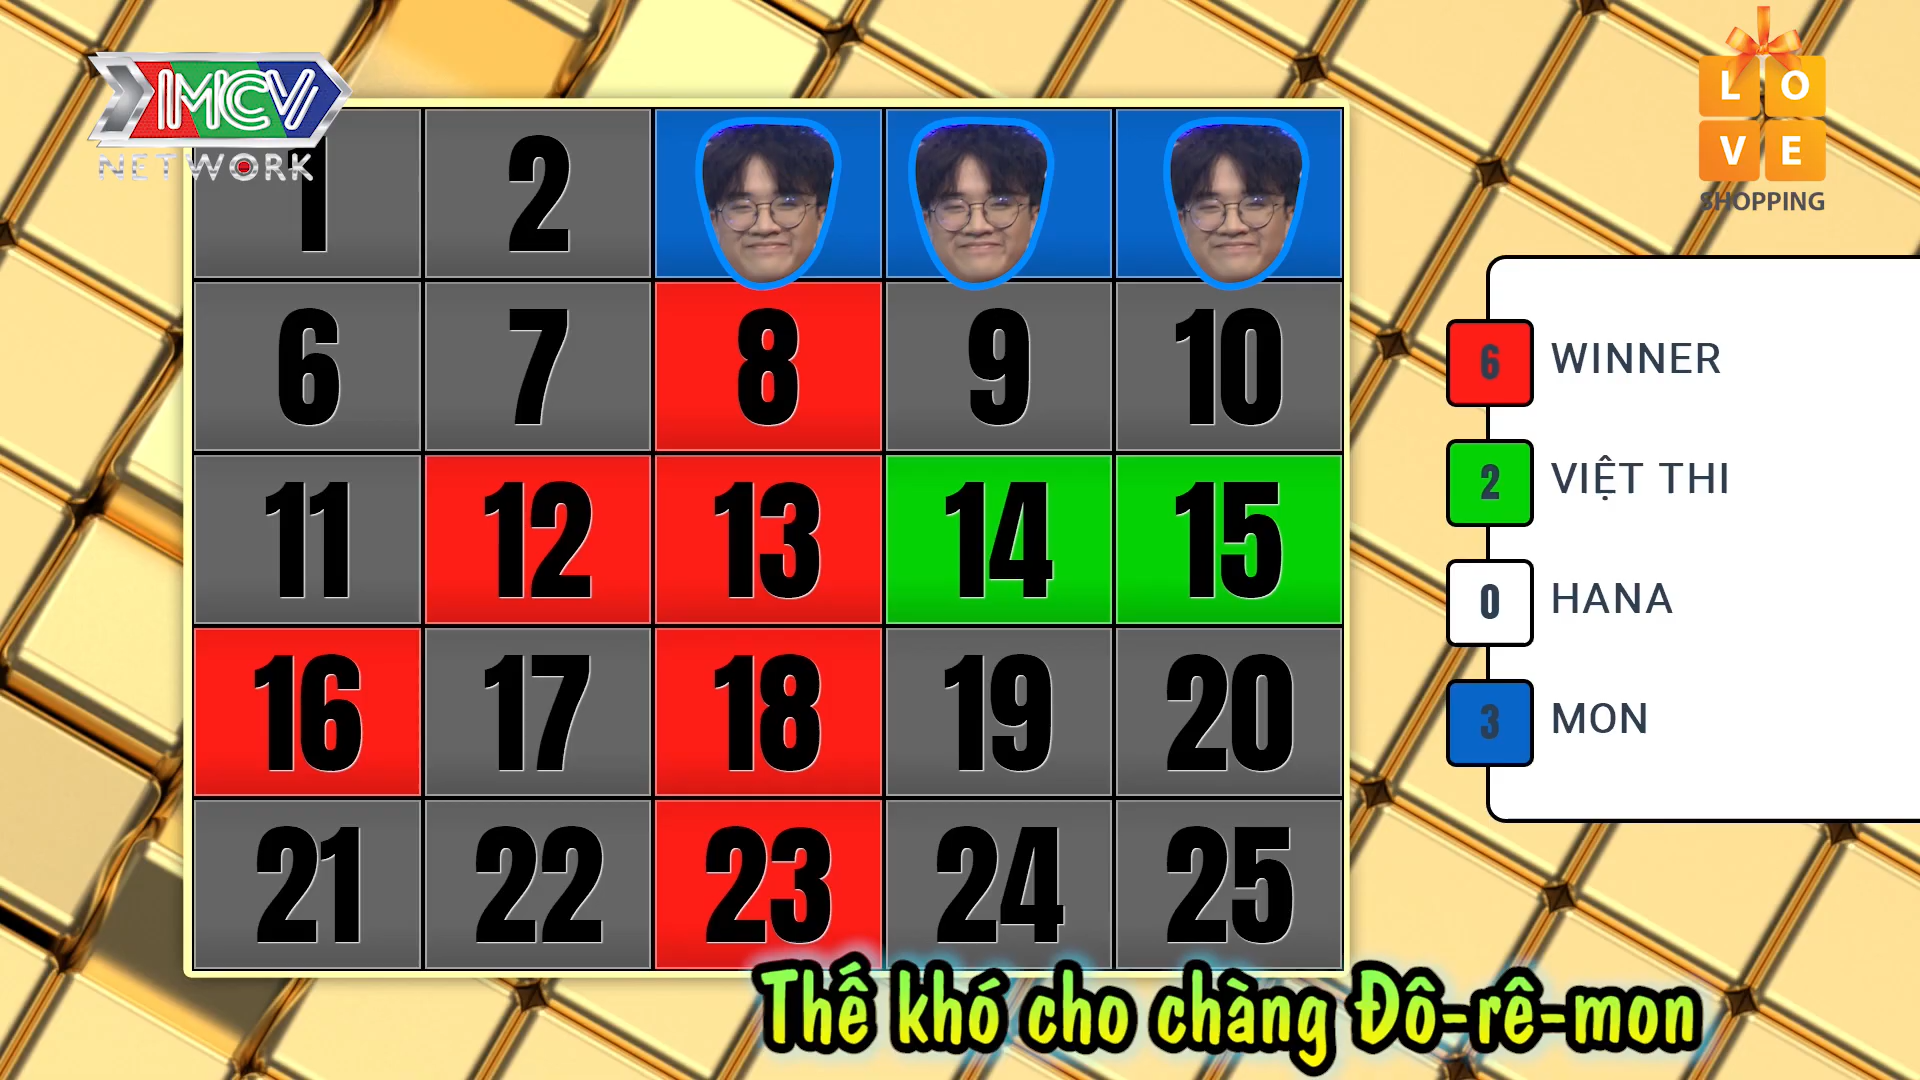 MCV
NETWORK
L O
V E
SHOPPING
1 2
6 7 8 9 10
11 12 13 14 15
16 17 18 19 20
21 22 23 24 25
6 WINNER
2 VIỆT THI
0 HANA
3 MON
Thế khó cho chàng Đô-rê-mon